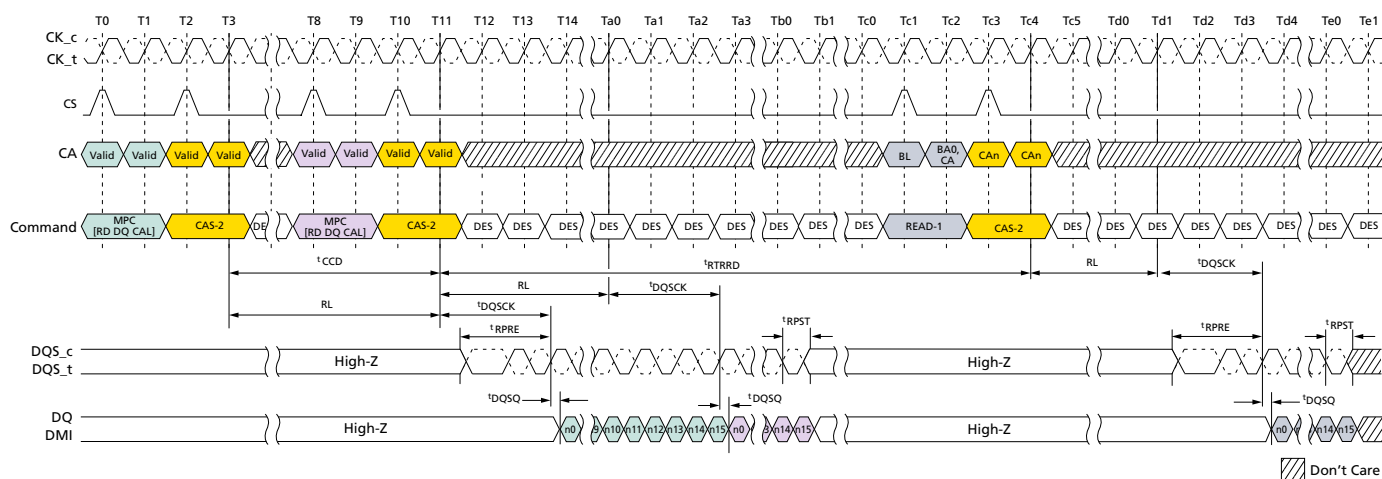 T0 T1 T2 T3 T8 T9 T10 T11 T12 T13 T14 Ta0 Ta1 Ta2 Ta3 Tb0 Tb1 Tc0 Tc1 Tc2 Tc3 Tc4 Tc5 Td0 Td1 Td2 Td3 Td4 Te0 Te1
CK_c
CK_t
CS
CA Valid Valid Valid Valid Valid Valid Valid Valid BL BA0, CA CAn CAn
Command MPC [RD DQ CAL] CAS-2 DE MPC [RD DQ CAL] CAS-2 DES DES DES DES DES DES DES DES DES DES READ-1 CAS-2 DES DES DES DES DES DES DES DES
tCCD tRTRRD RL tDQSCK
RL tDQSCK
RL tDQSCK
tRPRE tRPST tRPRE tRPST
DQS_c
DQS_t
High-Z High-Z
tDQSQ tDQSQ tDQSQ
DQ
DMI
High-Z n0 9 n10 n11 n12 n13 n14 n15 n0 3 n14 n15 High-Z n0 n14 n15
Don't Care